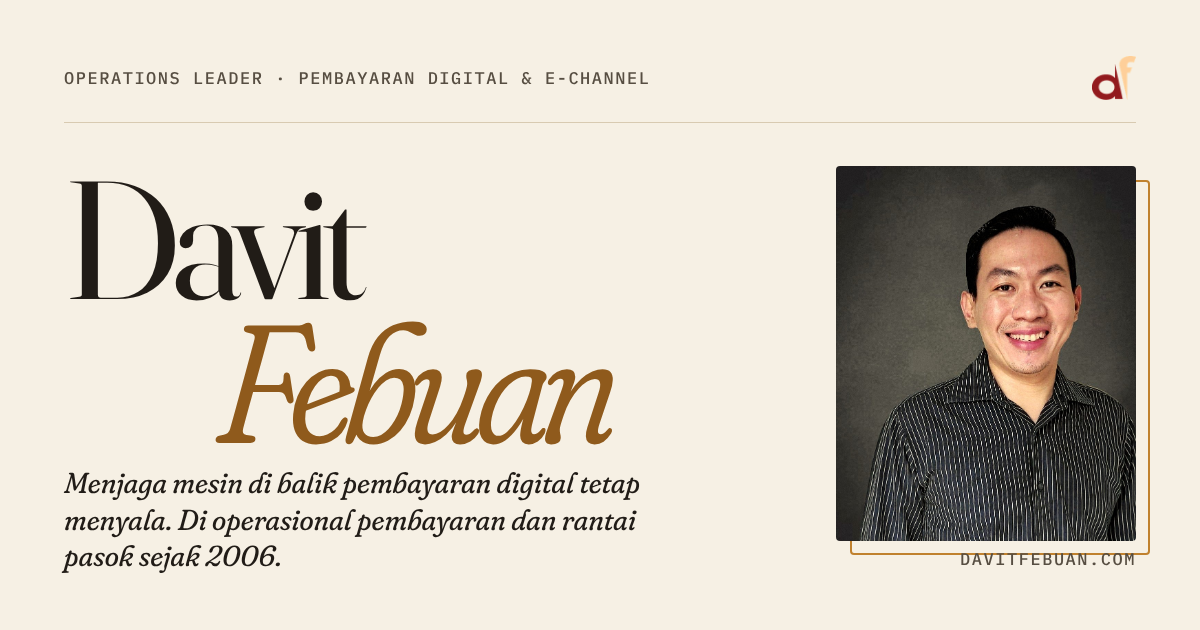 OPERATIONS LEADER · PEMBAYARAN DIGITAL & E-CHANNEL
df
Davit
Febuan
Menjaga mesin di balik pembayaran digital tetap
menyala. Di operasional pembayaran dan rantai
pasok sejak 2006.
DAVITFEBUAN.COM